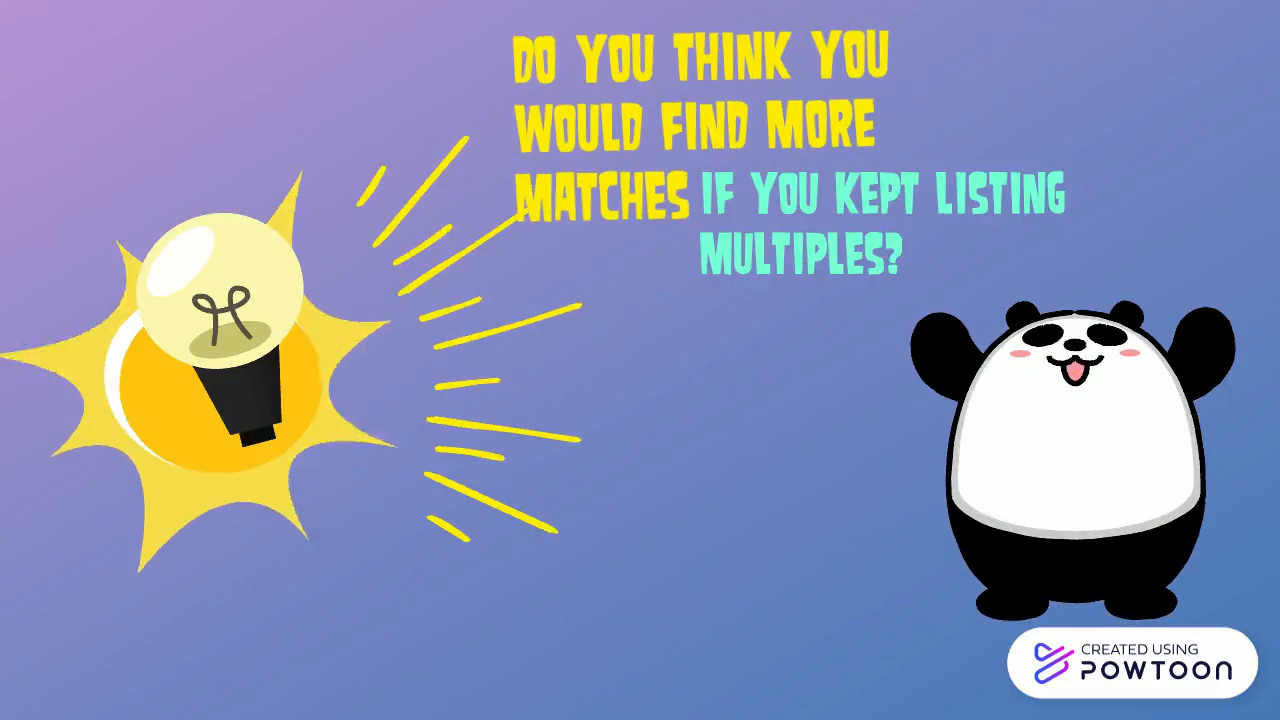 DO YOU THINK YOU
WOULD FIND MORE
MATCHES IF YOU KEPT LISTING
MULTIPLES?
CREATED USING
POWTOON